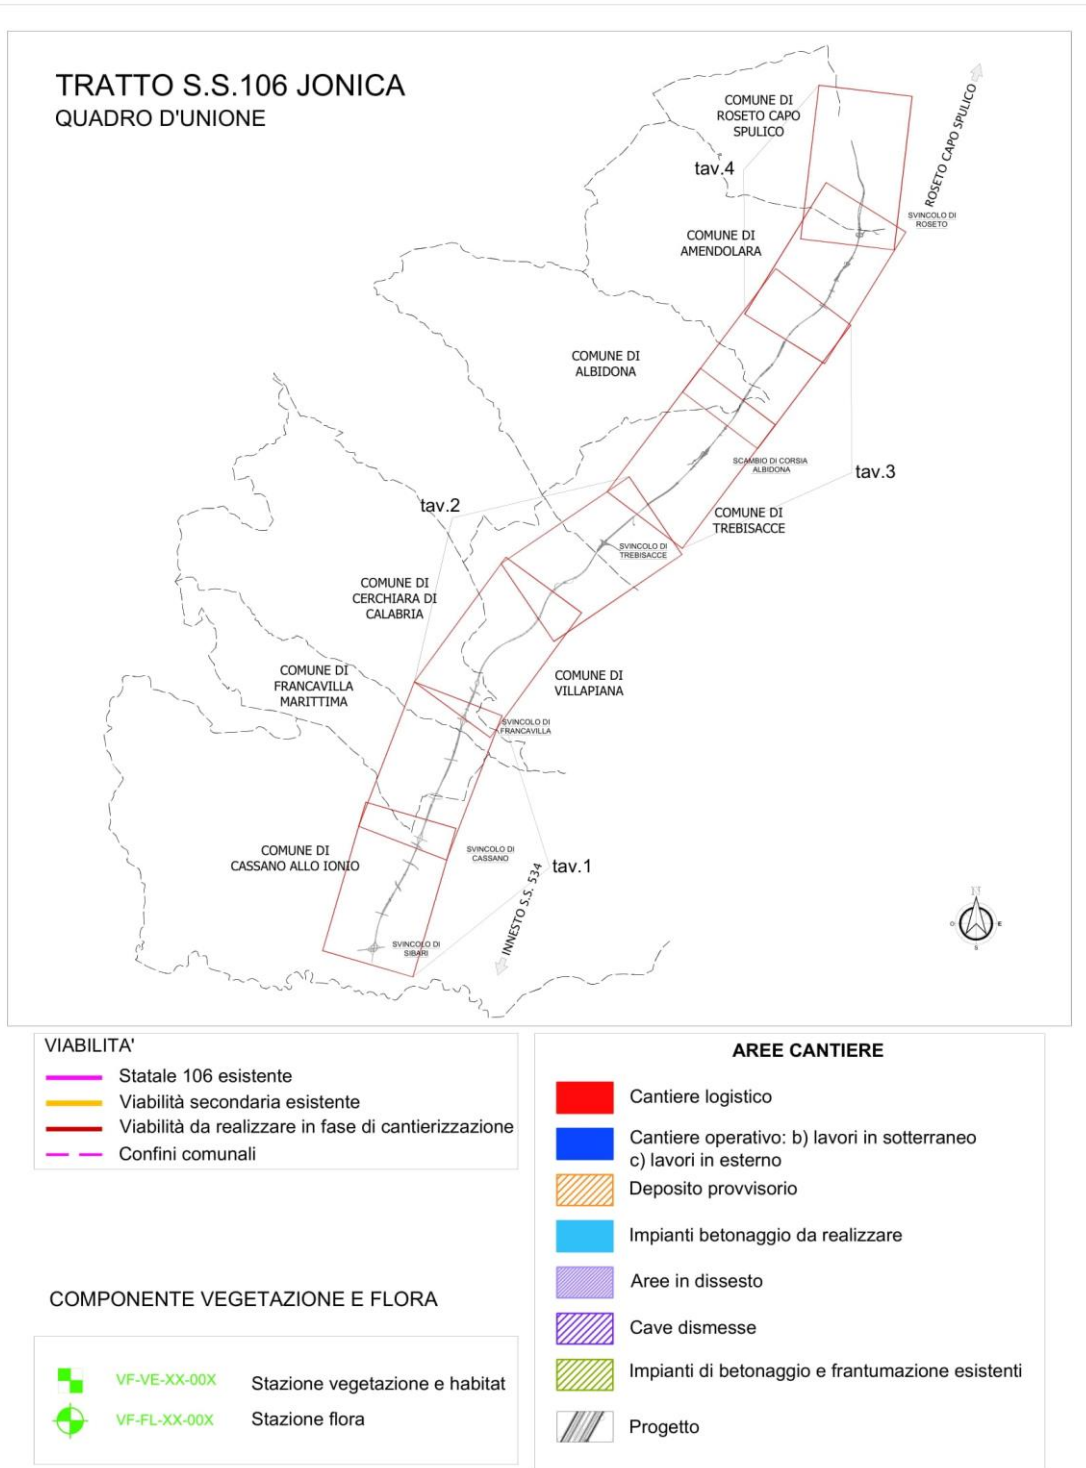 TRATTO S.S.106 JONICA
QUADRO D'UNIONE
COMUNE DI
ROSETO CAPO
SPULICO
ROSETO CAPO SPULICO
tav.4
SVINCOLO DI
ROSETO
COMUNE DI
AMENDOLARA
COMUNE DI
ALBIDONA
SCAMBIO DI CORSIA
ALBIDONA
tav.3
tav.2
COMUNE DI
TREBISACCE
SVINCOLO DI
TREBISACCE
COMUNE DI
CERCHIARA DI
CALABRIA
COMUNE DI
FRANCAVILLA
MARITTIMA
COMUNE DI
VILLAPIANA
SVINCOLO DI
FRANCAVILLA
COMUNE DI
CASSANO ALLO IONIO
SVINCOLO DI
CASSANO
tav.1
INNESTO S.S. 534
SVINCOLO DI
SIBARI
N
O
E
S
VIABILITA'
Statale 106 esistente
Viabilità secondaria esistente
Viabilità da realizzare in fase di cantierizzazione
Confini comunali
COMPONENTE VEGETAZIONE E FLORA
VF-VE-XX-00X
Stazione vegetazione e habitat
VF-FL-XX-00X
Stazione flora
AREE CANTIERE
Cantiere logistico
Cantiere operativo: b) lavori in sotterraneo
c) lavori in esterno
Deposito provvisorio
Impianti betonaggio da realizzare
Aree in dissesto
Cave dismesse
Impianti di betonaggio e frantumazione esistenti
Progetto